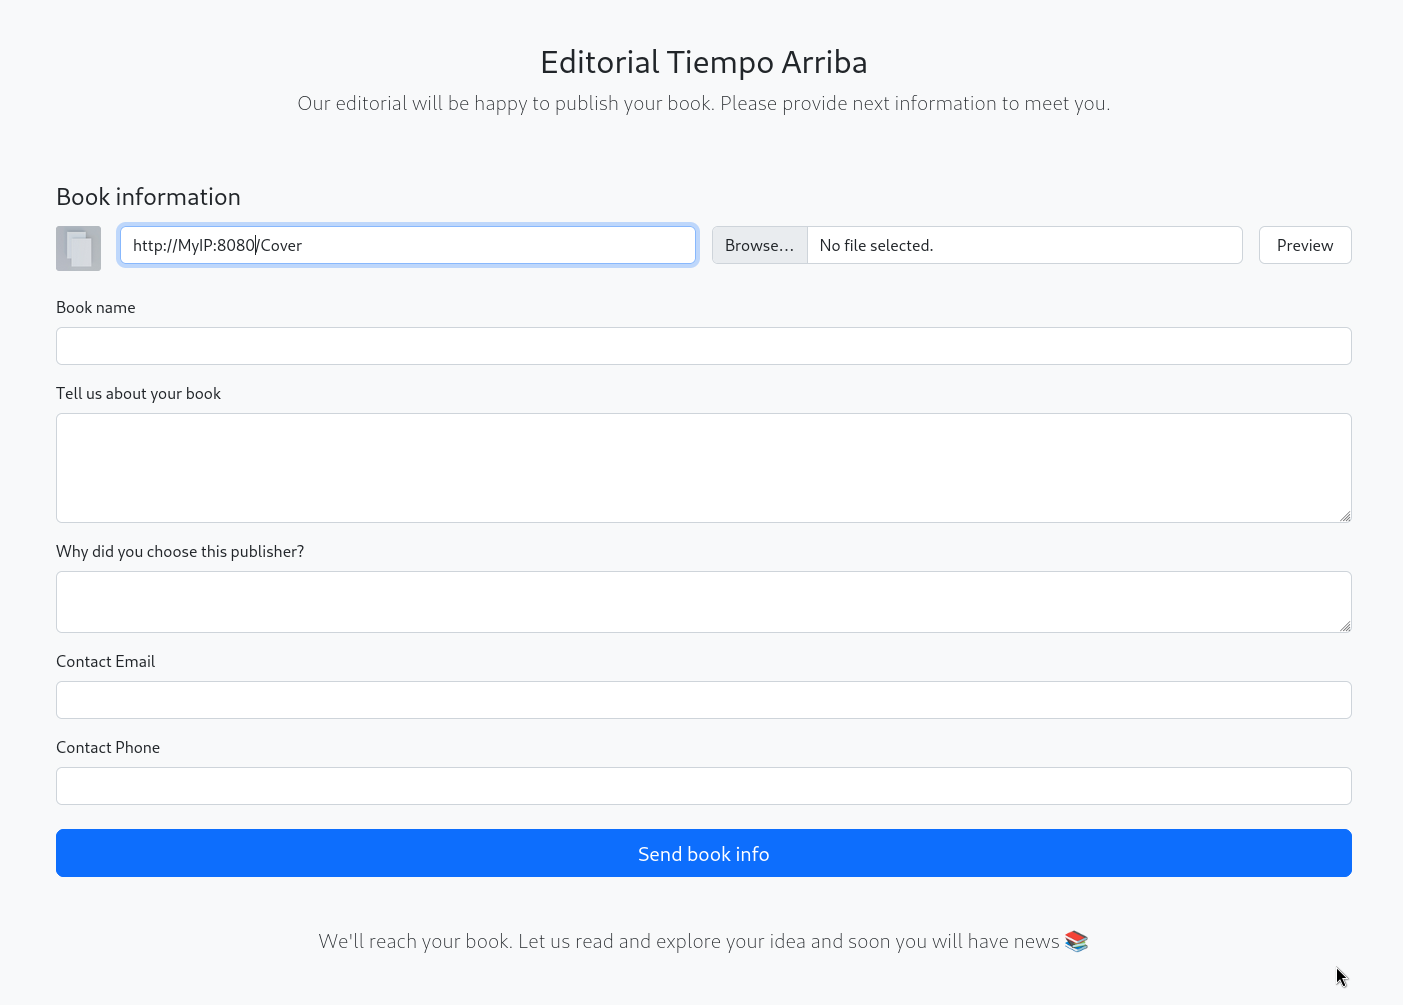 Editorial Tiempo Arriba
Our editorial will be happy to publish your book. Please provide next information to meet you.
Book information
http://MyIP:8080/Cover
Browse...
No file selected.
Preview
Book name
Tell us about your book
Why did you choose this publisher?
Contact Email
Contact Phone
Send book info
We'll reach your book. Let us read and explore your idea and soon you will have news 📚